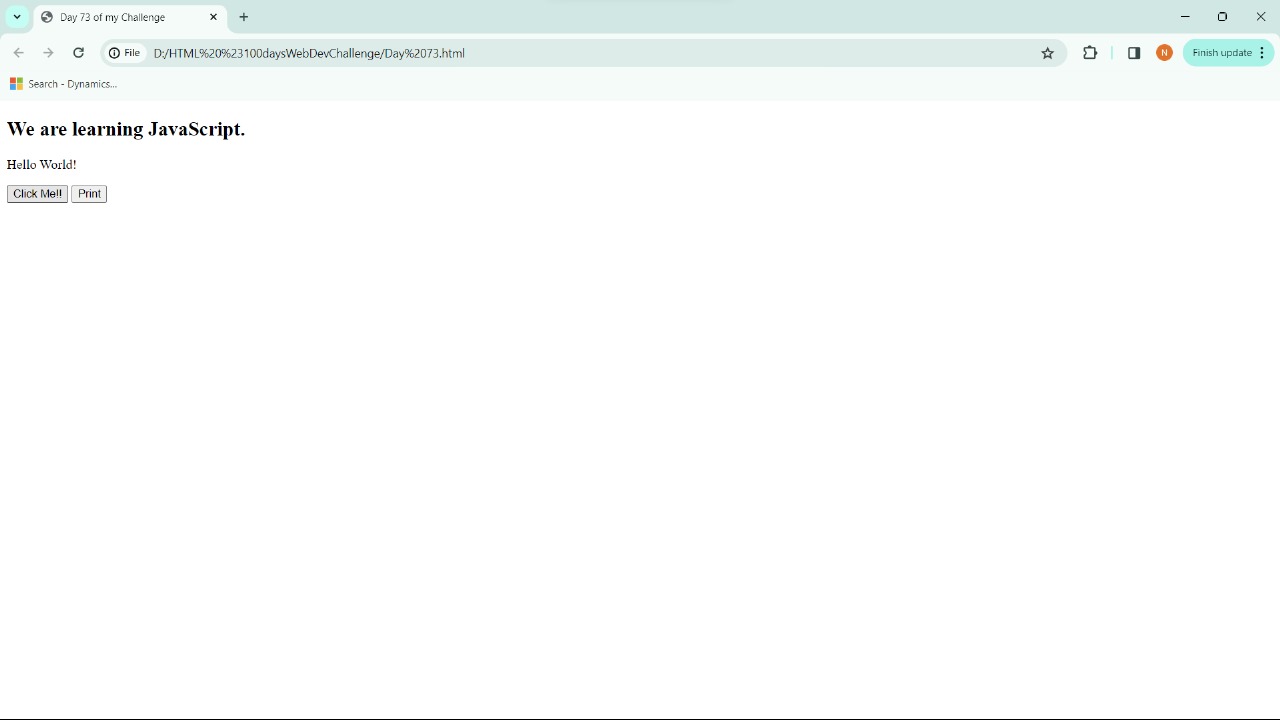 Day 73 of my Challenge
File D:/HTML%20%23100daysWebDevChallenge/Day%2073.html N Finish update
Search - Dynamics...
We are learning JavaScript.
Hello World!
Click Me!! Print